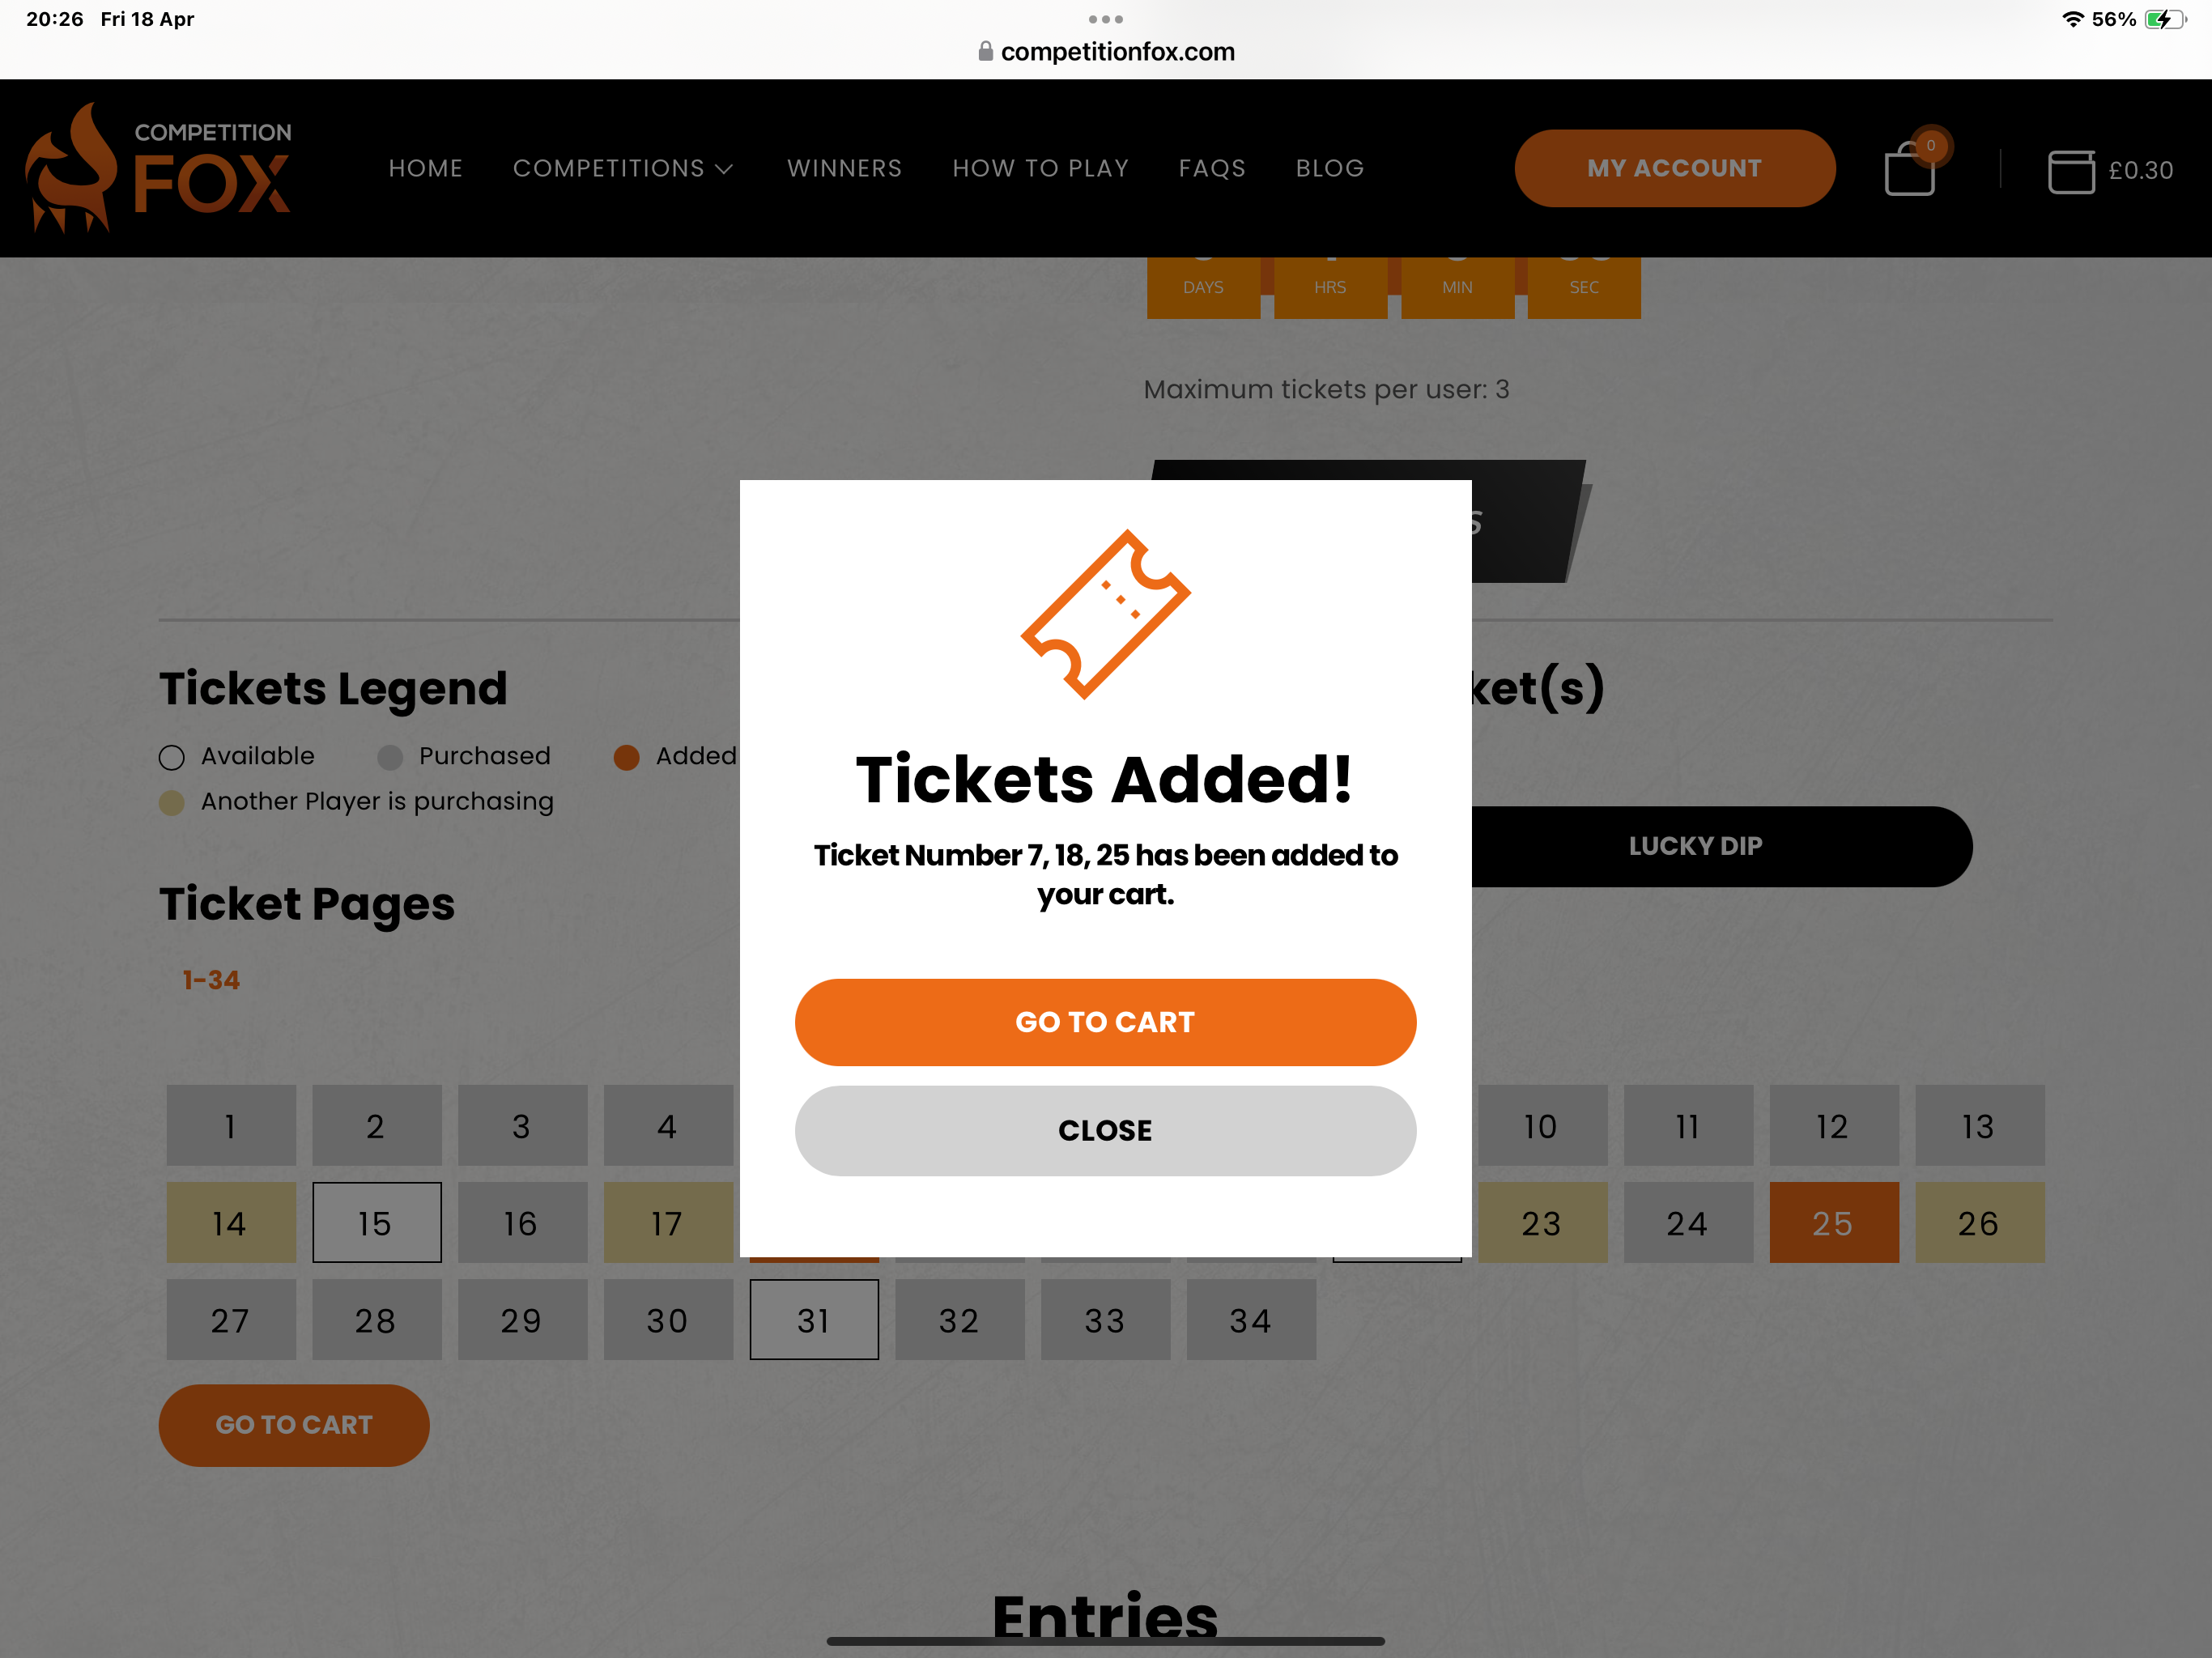 20:26 Fri 18 Apr
56%
competitionfox.com
COMPETITION
FOX
HOME
COMPETITIONS
WINNERS
HOW TO PLAY
FAQS
BLOG
MY ACCOUNT
0
£0.30
DAYS
HRS
MIN
SEC
Maximum tickets per user: 3
Tickets Legend
Available
Purchased
Added
Another Player is purchasing
ket(s)
LUCKY DIP
Ticket Pages
1-34
Tickets Added!
Ticket Number 7, 18, 25 has been added to
your cart.
GO TO CART
CLOSE
1 2 3 4 10 11 12 13
14 15 16 17 23 24 25 26
27 28 29 30 31 32 33 34
GO TO CART
Entries